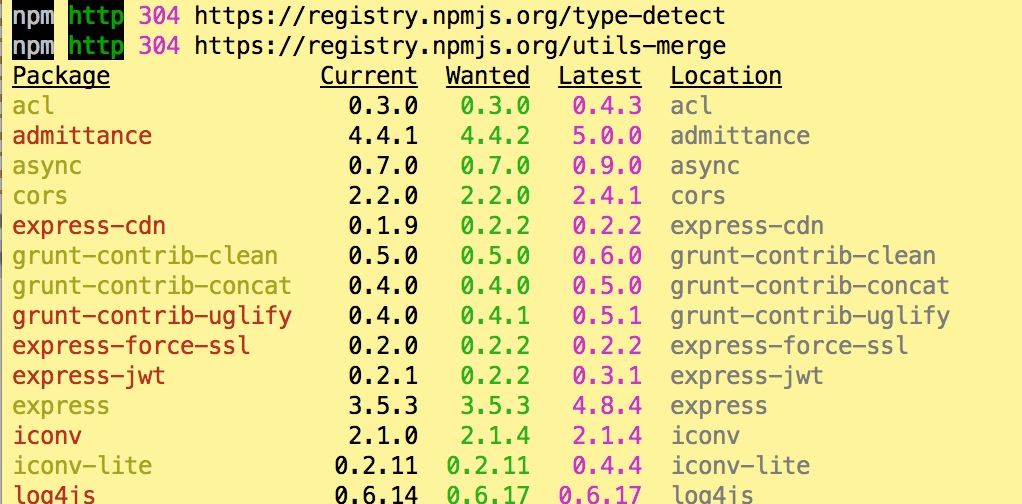 npm http 304 https://registry.npmjs.org/type-detect
npm http 304 https://registry.npmjs.org/utils-merge
Package Current Wanted Latest Location
acl 0.3.0 0.3.0 0.4.3 acl
admittance 4.4.1 4.4.2 5.0.0 admittance
async 0.7.0 0.7.0 0.9.0 async
cors 2.2.0 2.2.0 2.4.1 cors
express-cdn 0.1.9 0.2.2 0.2.2 express-cdn
grunt-contrib-clean 0.5.0 0.5.0 0.6.0 grunt-contrib-clean
grunt-contrib-concat 0.4.0 0.4.0 0.5.0 grunt-contrib-concat
grunt-contrib-uglify 0.4.0 0.4.1 0.5.1 grunt-contrib-uglify
express-force-ssl 0.2.0 0.2.2 0.2.2 express-force-ssl
express-jwt 0.2.1 0.2.2 0.3.1 express-jwt
express 3.5.3 3.5.3 4.8.4 express
iconv 2.1.0 2.1.4 2.1.4 iconv
iconv-lite 0.2.11 0.2.11 0.4.4 iconv-lite
log4js 0.6.14 0.6.17 0.6.17 log4js